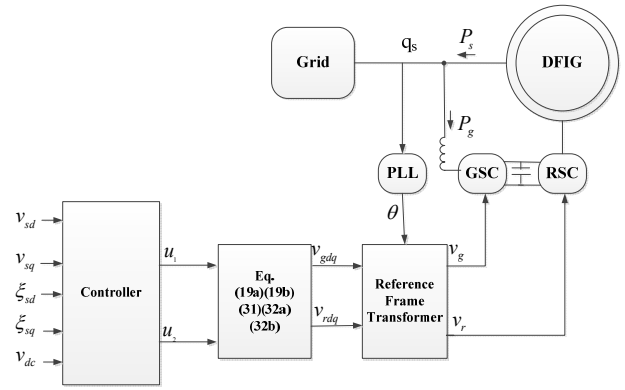 Grid
q_s
P_s
DFIG
P_g
PLL
GSC
RSC
θ
v_sd
v_sq
ξ_sd
ξ_sq
v_dc
Controller
u_1
u_2
Eq.
(19a)(19b)
(31)(32a)
(32b)
v_gdq
v_rdq
Reference
Frame
Transformer
v_g
v_r